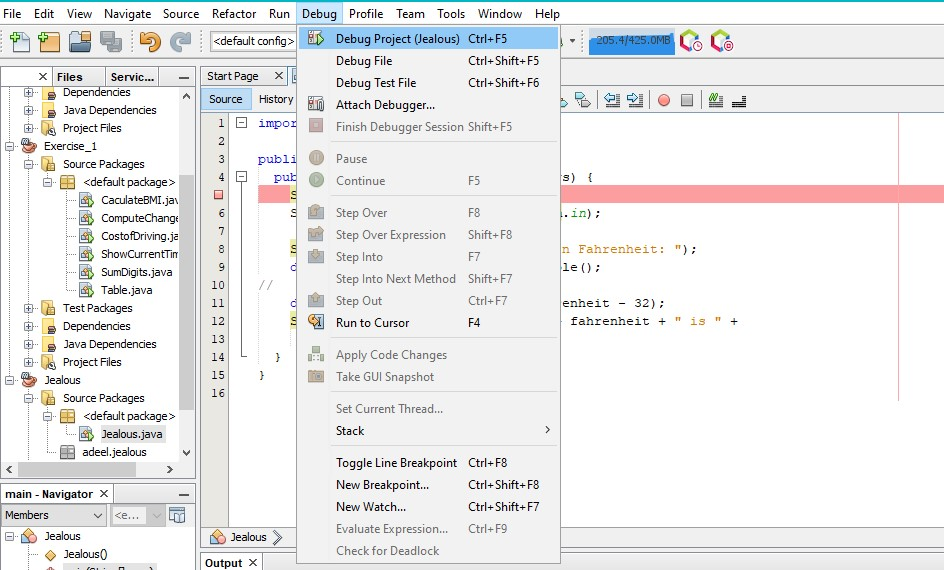 File Edit View Navigate Source Refactor Run Debug Profile Team Tools Window Help
<default config>
205.4/425.0MB
Files Servic...
Dependencies
Java Dependencies
Project Files
Exercise_1
Source Packages
<default package>
CaculateBMI.jav
ComputeChange
CostofDriving.ja
ShowCurrentTim
SumDigits.java
Table.java
Test Packages
Dependencies
Java Dependencies
Project Files
Jealous
Source Packages
<default package>
Jealous.java
adeel.jealous
main - Navigator
Members <e...
Jealous
Jealous()
Start Page
Source History
1 impor
2
3 publi
4 pub s) {
S
6 S .in);
7
8 S n Fahrenheit: ");
9 d ble();
10 //
11 d enheit - 32);
12 S fahrenheit + " is " +
13
14 }
15 }
16
Jealous
Output
Debug Project (Jealous) Ctrl+F5
Debug File Ctrl+Shift+F5
Debug Test File Ctrl+Shift+F6
Attach Debugger...
Finish Debugger Session Shift+F5
Pause
Continue F5
Step Over F8
Step Over Expression Shift+F8
Step Into F7
Step Into Next Method Shift+F7
Step Out Ctrl+F7
Run to Cursor F4
Apply Code Changes
Take GUI Snapshot
Set Current Thread...
Stack
Toggle Line Breakpoint Ctrl+F8
New Breakpoint... Ctrl+Shift+F8
New Watch... Ctrl+Shift+F7
Evaluate Expression... Ctrl+F9
Check for Deadlock